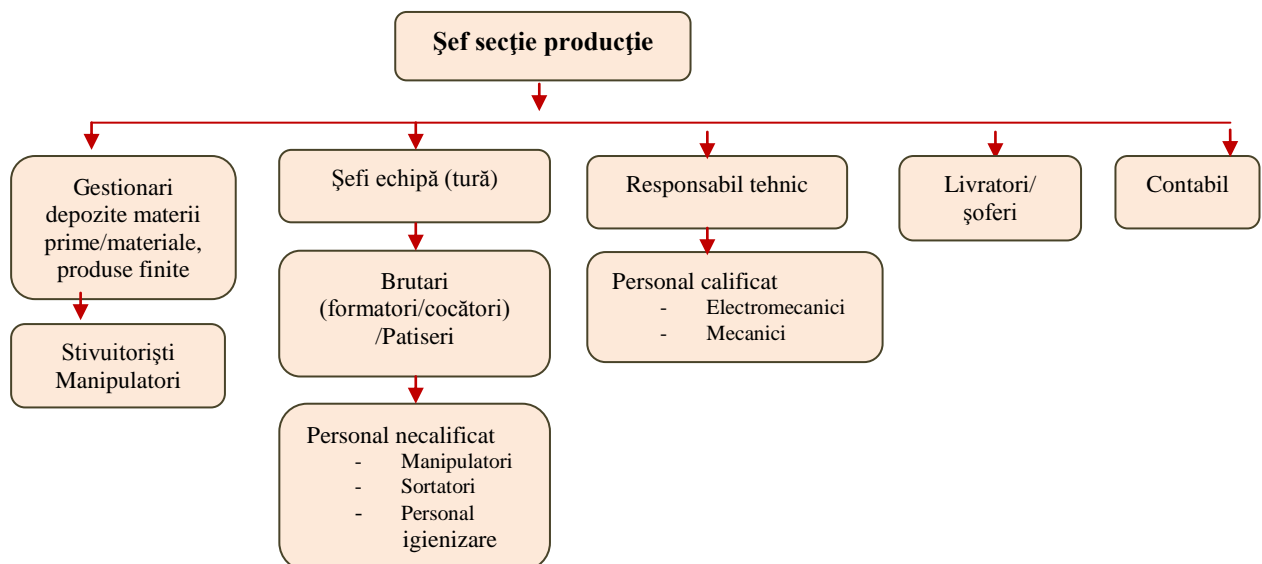 Şef secţie producţie
Gestionari
depozite materii
prime/materiale,
produse finite
Şefi echipă (tură)
Responsabil tehnic
Livratori/
şoferi
Contabil
Stivuitorişti
Manipulatori
Brutari
(formatori/cocători)
/Patiseri
Personal calificat
- Electromecanici
- Mecanici
Personal necalificat
- Manipulatori
- Sortatori
- Personal
igienizare